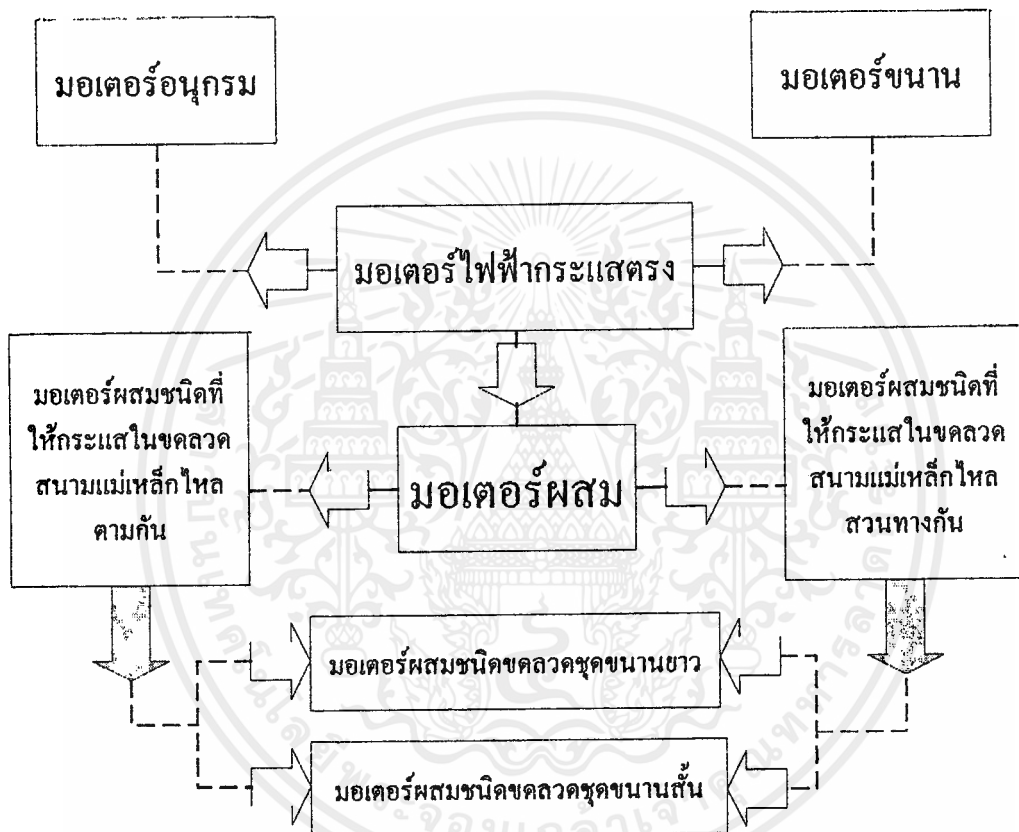 มอเตอร์อนุกรม
มอเตอร์ขนาน
มอเตอร์ไฟฟ้ากระแสตรง
มอเตอร์ผสมชนิดที่
ให้กระแสในขดลวด
สนามแม่เหล็กไหล
ตามกัน
มอเตอร์ผสม
มอเตอร์ผสมชนิดที่
ให้กระแสในขดลวด
สนามแม่เหล็กไหล
สวนทางกัน
มอเตอร์ผสมชนิดขดลวดชุดขนานยาว
มอเตอร์ผสมชนิดขดลวดชุดขนานสั้น